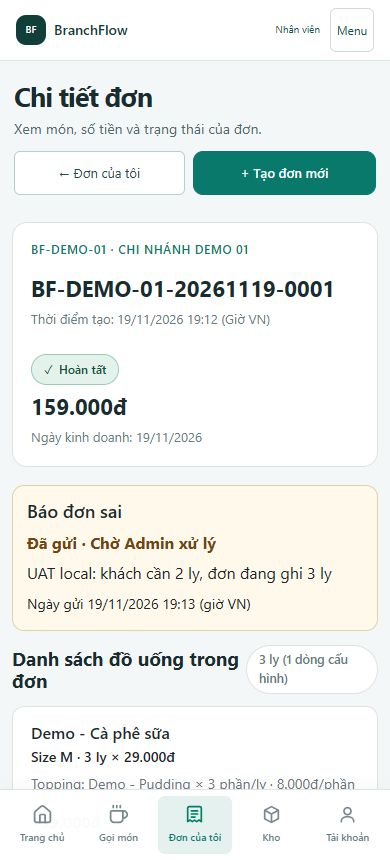 BF
BranchFlow
Nhân viên
Menu
Chi tiết đơn
Xem món, số tiền và trạng thái của đơn.
← Đơn của tôi
+ Tạo đơn mới
BF-DEMO-01 · CHI NHÁNH DEMO 01
BF-DEMO-01-20261119-0001
Thời điểm tạo: 19/11/2026 19:12 (Giờ VN)
✓ Hoàn tất
159.000đ
Ngày kinh doanh: 19/11/2026
Báo đơn sai
Đã gửi · Chờ Admin xử lý
UAT local: khách cần 2 ly, đơn đang ghi 3 ly
Ngày gửi 19/11/2026 19:13 (giờ VN)
Danh sách đồ uống trong
đơn
3 ly (1 dòng cấu
hình)
Demo - Cà phê sữa
Size M · 3 ly × 29.000đ
Topping: Demo - Pudding × 3 phần/ly · 8.000đ/phần
Trang chủ
Gọi món
Đơn của tôi
Kho
Tài khoản